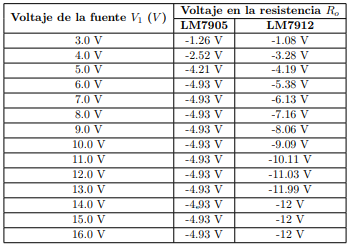 Voltaje de la fuente V₁ (V) Voltaje en la resistencia Rₒ
LM7905 LM7912
3.0 V -1.26 V -1.08 V
4.0 V -2.52 V -3.28 V
5.0 V -4.21 V -4.19 V
6.0 V -4.93 V -5.38 V
7.0 V -4.93 V -6.13 V
8.0 V -4.93 V -7.16 V
9.0 V -4.93 V -8.06 V
10.0 V -4.93 V -9.09 V
11.0 V -4.93 V -10.11 V
12.0 V -4.93 V -11.03 V
13.0 V -4.93 V -11.99 V
14.0 V -4.93 V -12 V
15.0 V -4.93 V -12 V
16.0 V -4.93 V -12 V